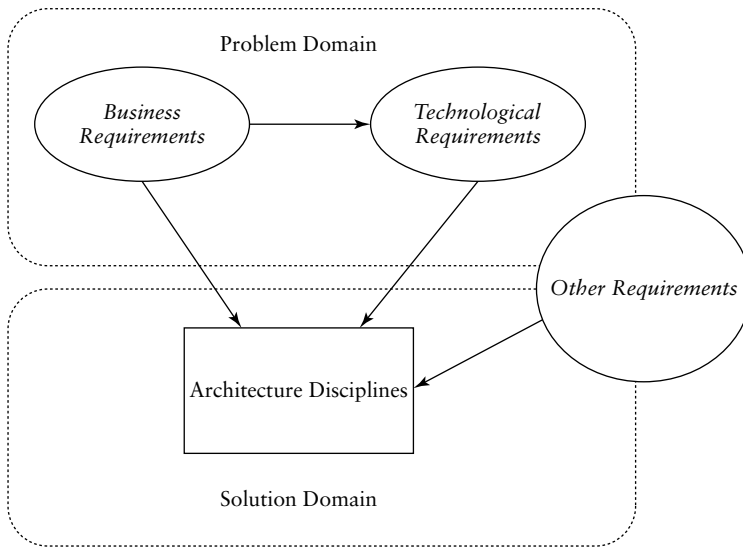 Problem Domain
Business
Requirements
Technological
Requirements
Other Requirements
Architecture Disciplines
Solution Domain